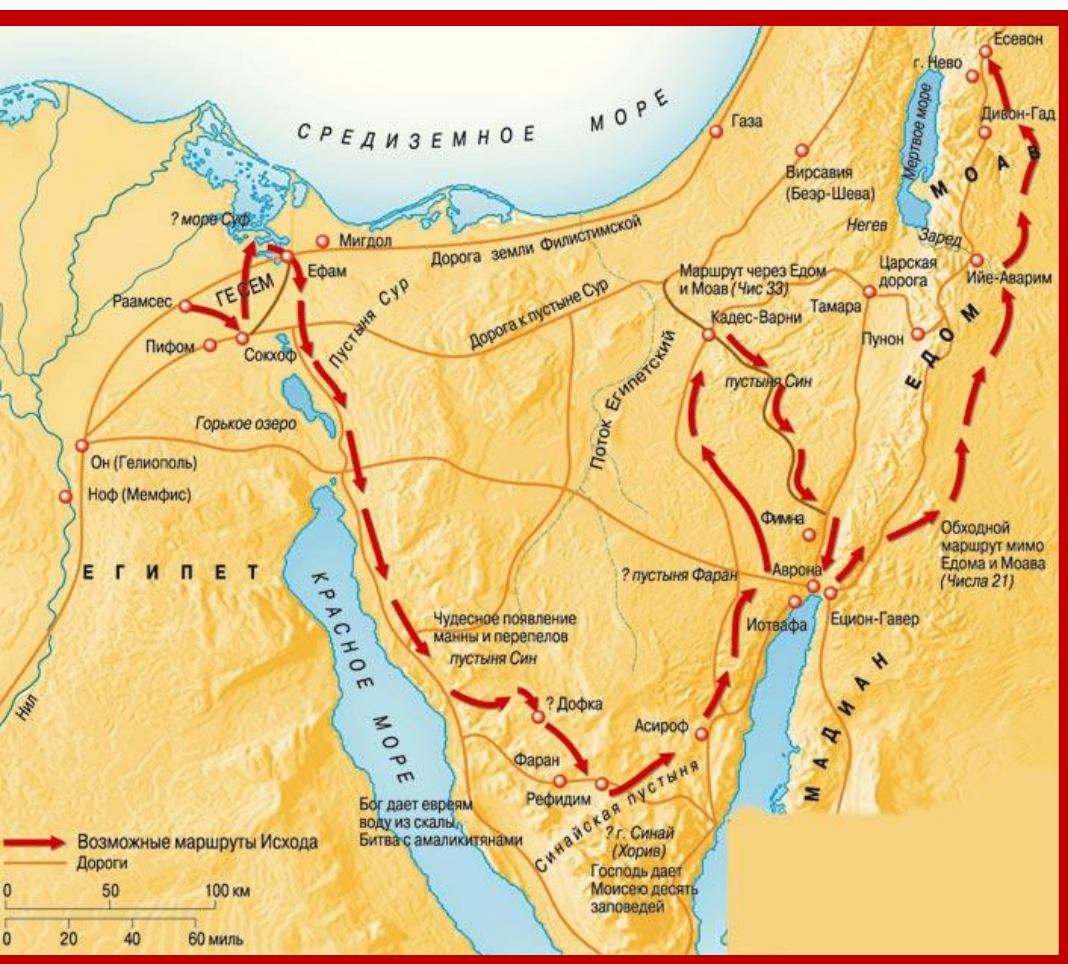 Есевон
г. Нево
СРЕДИЗЕМНОЕ МОРЕ
Газа
Мертвое море
Дивон-Гад
МОАВ
Вирсавия
(Беэр-Шева)
? море Суф
Мигдол
Дорога земли Филистимской
Негев
Заред
Ефам
ГЕСЕМ
Раамсес
Пустыня Сур
Дорога к пустыне Сур
Маршрут через Едом
и Моав (Чис 33)
Царская
дорога
Ийе-Аварим
Тамара
Пифом
Сокхоф
Кадес-Варни
Пунон
ЕДОМ
пустыня Син
Поток Египетский
Горькое озеро
Он (Гелиополь)
Ноф (Мемфис)
Фимна
Обходной
маршрут мимо
Едома и Моава
(Числа 21)
ЕГИПЕТ
? пустыня Фаран
Аврона
Иотвафа
Ецион-Гавер
КРАСНОЕ МОРЕ
Чудесное появление
манны и перепелов
пустыня Син
Нил
? Дофка
Асироф
МАДИАН
Фаран
Рефидим
Синайская пустыня
Бог дает евреям
воду из скалы,
Битва с амаликитянами
? г. Синай
(Хорив)
Господь дает
Моисею десять
заповедей
Возможные маршруты Исхода
Дороги
0 50 100 км
0 20 40 60 миль